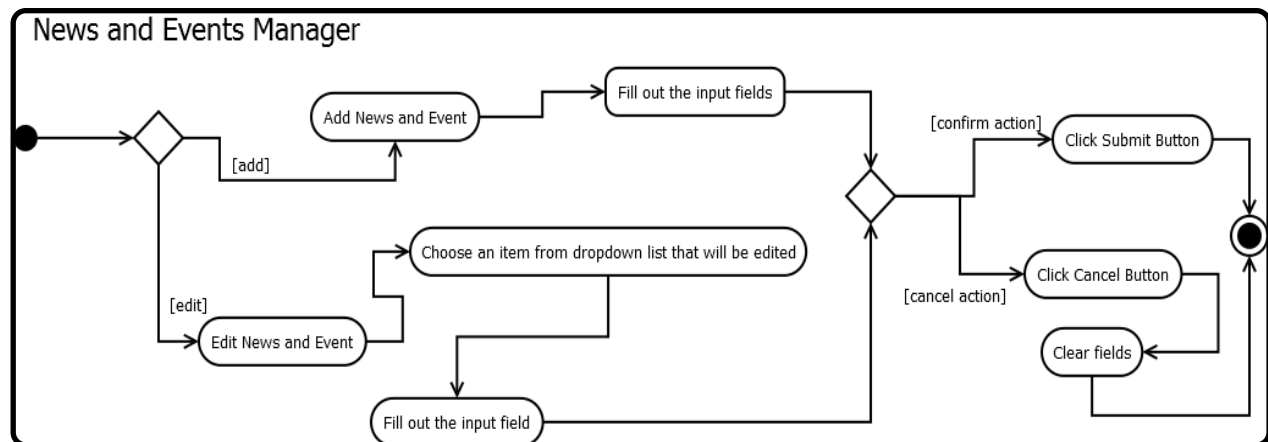 News and Events Manager
Fill out the input fields
Add News and Event
[confirm action]
Click Submit Button
[add]
Choose an item from dropdown list that will be edited
[edit]
[cancel action]
Click Cancel Button
Edit News and Event
Clear fields
Fill out the input field